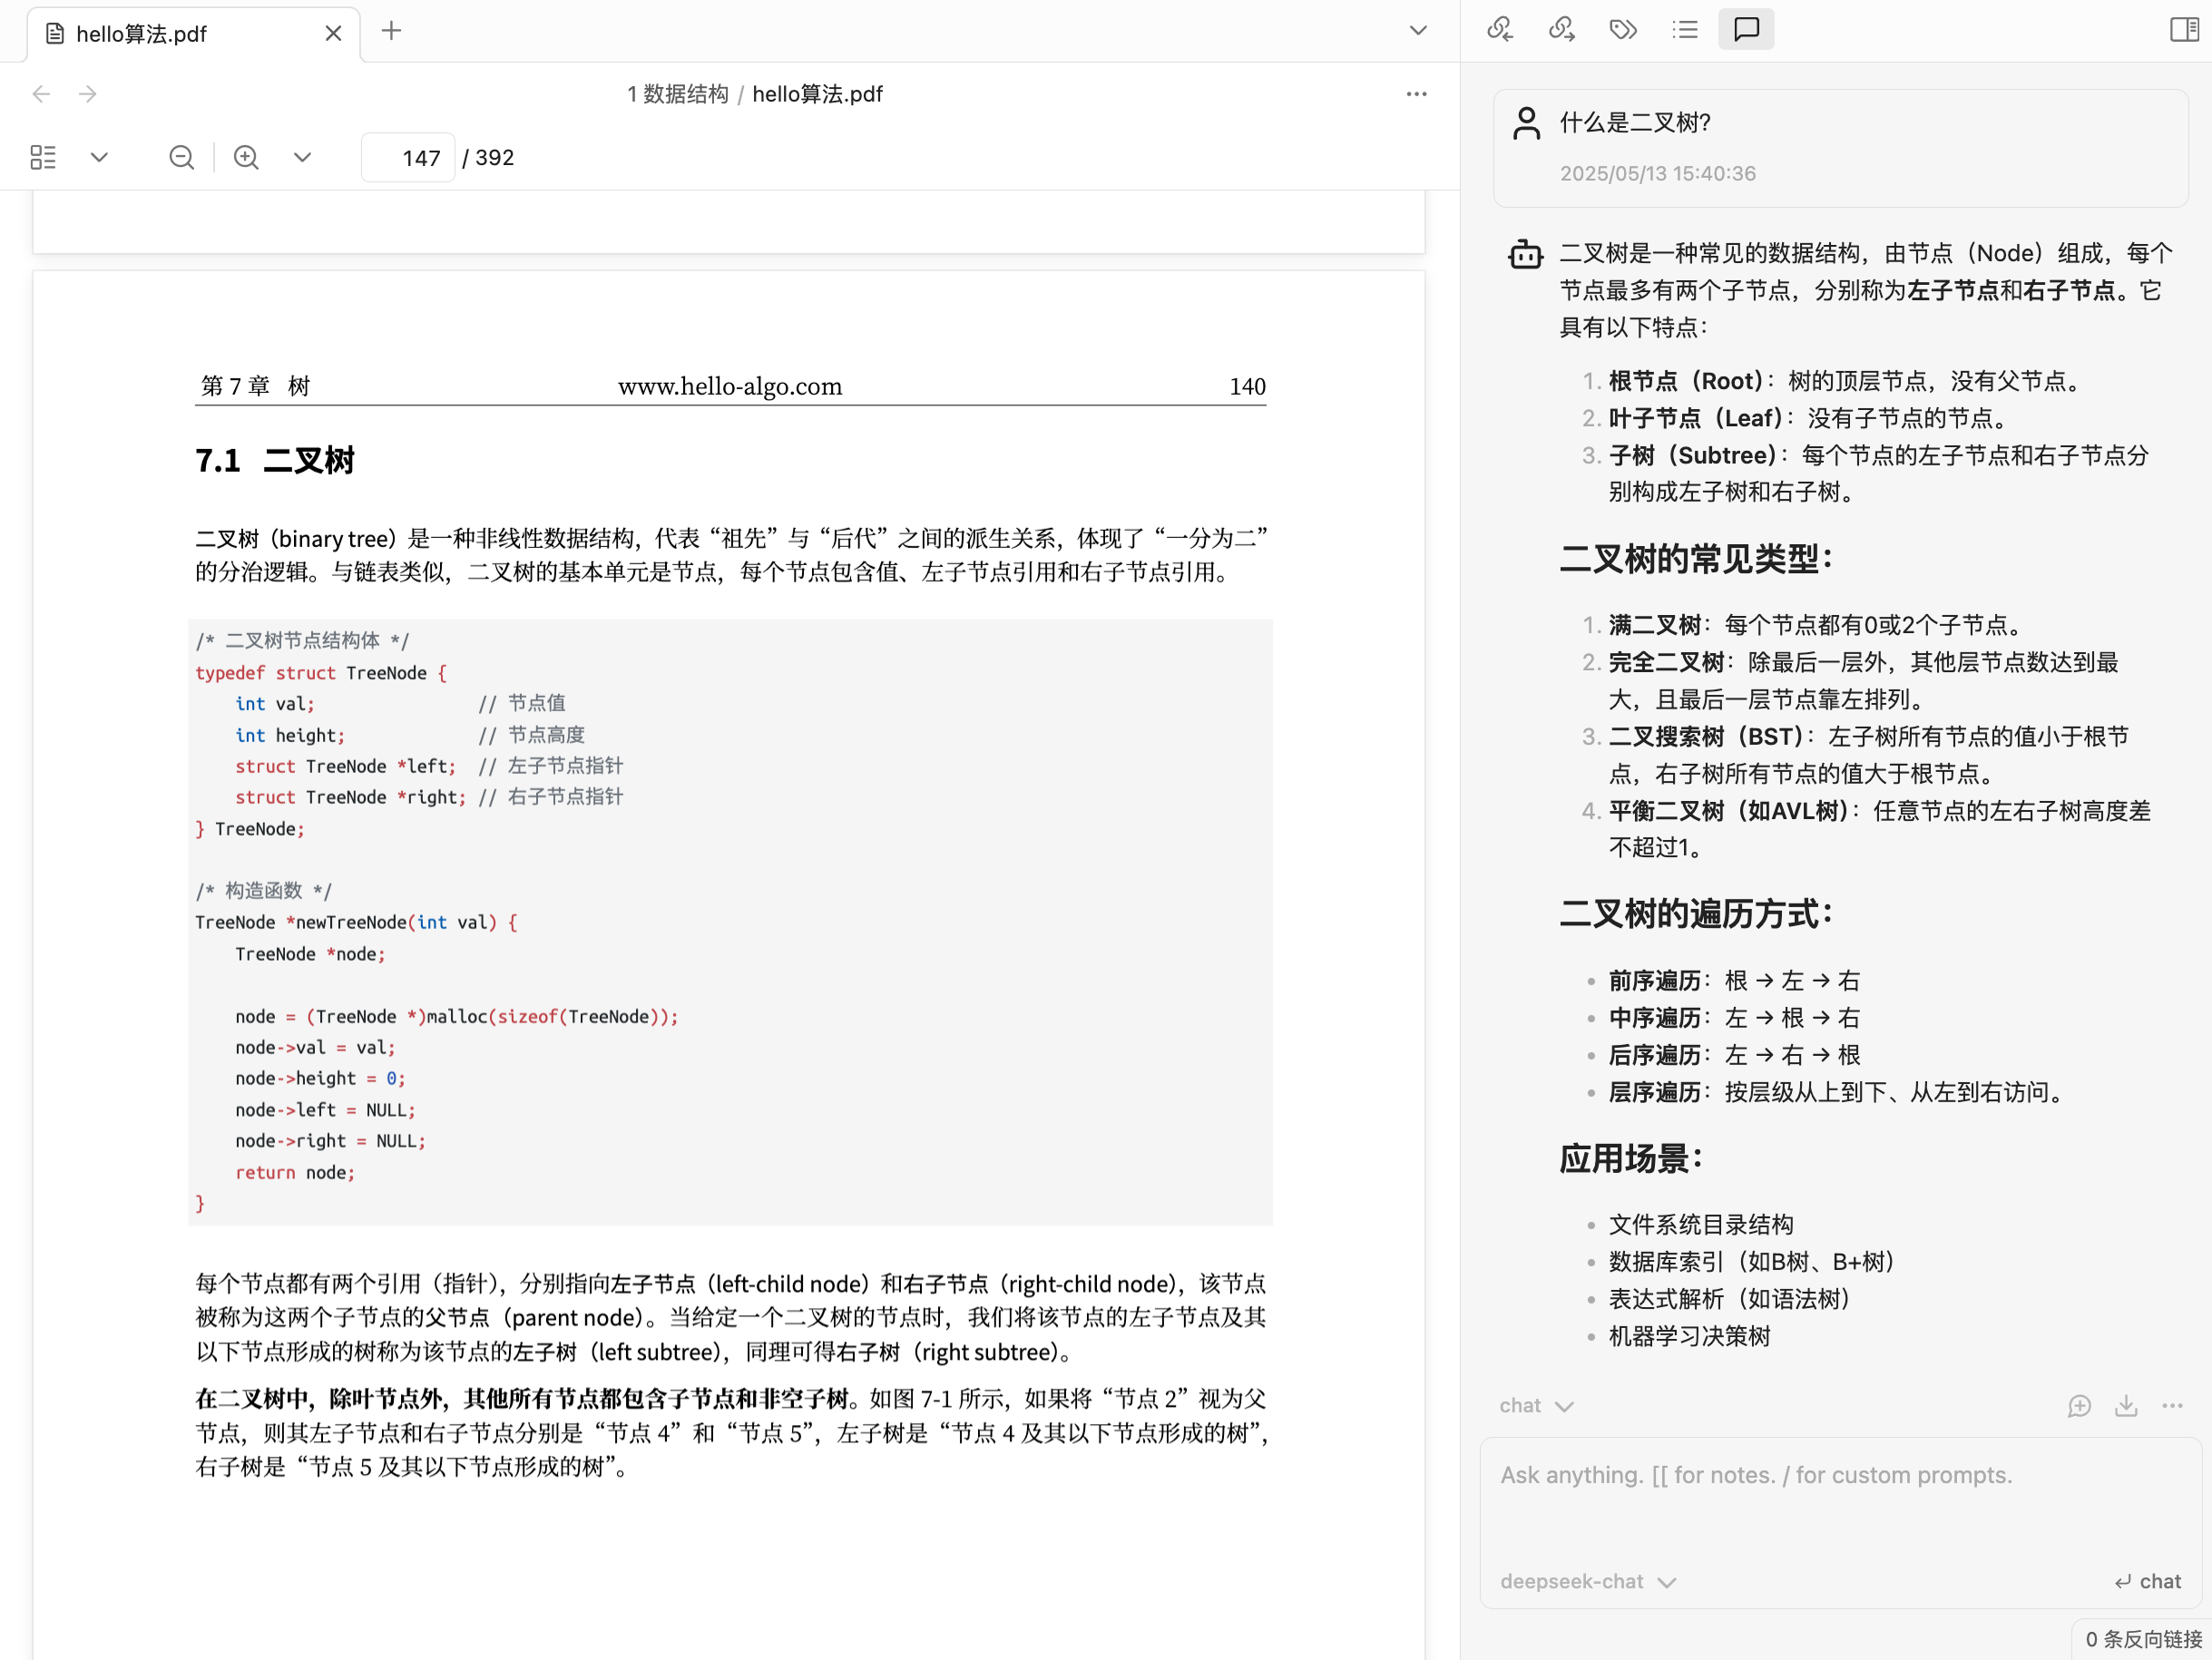 hello算法.pdf
1 数据结构 / hello算法.pdf
147 / 392
第 7 章 树 www.hello-algo.com 140
7.1 二叉树
二叉树（binary tree）是一种非线性数据结构，代表“祖先”与“后代”之间的派生关系，体现了“一分为二”
的分治逻辑。与链表类似，二叉树的基本单元是节点，每个节点包含值、左子节点引用和右子节点引用。
/* 二叉树节点结构体 */
typedef struct TreeNode {
    int val;                // 节点值
    int height;             // 节点高度
    struct TreeNode *left;  // 左子节点指针
    struct TreeNode *right; // 右子节点指针
} TreeNode;
/* 构造函数 */
TreeNode *newTreeNode(int val) {
    TreeNode *node;
    node = (TreeNode *)malloc(sizeof(TreeNode));
    node->val = val;
    node->height = 0;
    node->left = NULL;
    node->right = NULL;
    return node;
}
每个节点都有两个引用（指针），分别指向左子节点（left-child node）和右子节点（right-child node），该节点
被称为这两个子节点的父节点（parent node）。当给定一个二叉树的节点时，我们将该节点的左子节点及其
以下节点形成的树称为该节点的左子树（left subtree），同理可得右子树（right subtree）。
在二叉树中，除叶节点外，其他所有节点都包含子节点和非空子树。如图 7-1 所示，如果将“节点 2”视为父
节点，则其左子节点和右子节点分别是“节点 4”和“节点 5”，左子树是“节点 4 及其以下节点形成的树”，
右子树是“节点 5 及其以下节点形成的树”。
什么是二叉树?
2025/05/13 15:40:36
二叉树是一种常见的数据结构，由节点（Node）组成，每个
节点最多有两个子节点，分别称为左子节点和右子节点。它
具有以下特点：
1. 根节点（Root）：树的顶层节点，没有父节点。
2. 叶子节点（Leaf）：没有子节点的节点。
3. 子树（Subtree）：每个节点的左子节点和右子节点分
别构成左子树和右子树。
二叉树的常见类型：
1. 满二叉树：每个节点都有0或2个子节点。
2. 完全二叉树：除最后一层外，其他层节点数达到最
大，且最后一层节点靠左排列。
3. 二叉搜索树（BST）：左子树所有节点的值小于根节
点，右子树所有节点的值大于根节点。
4. 平衡二叉树（如AVL树）：任意节点的左右子树高度差
不超过1。
二叉树的遍历方式：
• 前序遍历：根 → 左 → 右
• 中序遍历：左 → 根 → 右
• 后序遍历：左 → 右 → 根
• 层序遍历：按层级从上到下、从左到右访问。
应用场景：
• 文件系统目录结构
• 数据库索引（如B树、B+树）
• 表达式解析（如语法树）
• 机器学习决策树
chat
Ask anything. [[ for notes. / for custom prompts.
deepseek-chat
chat
0 条反向链接